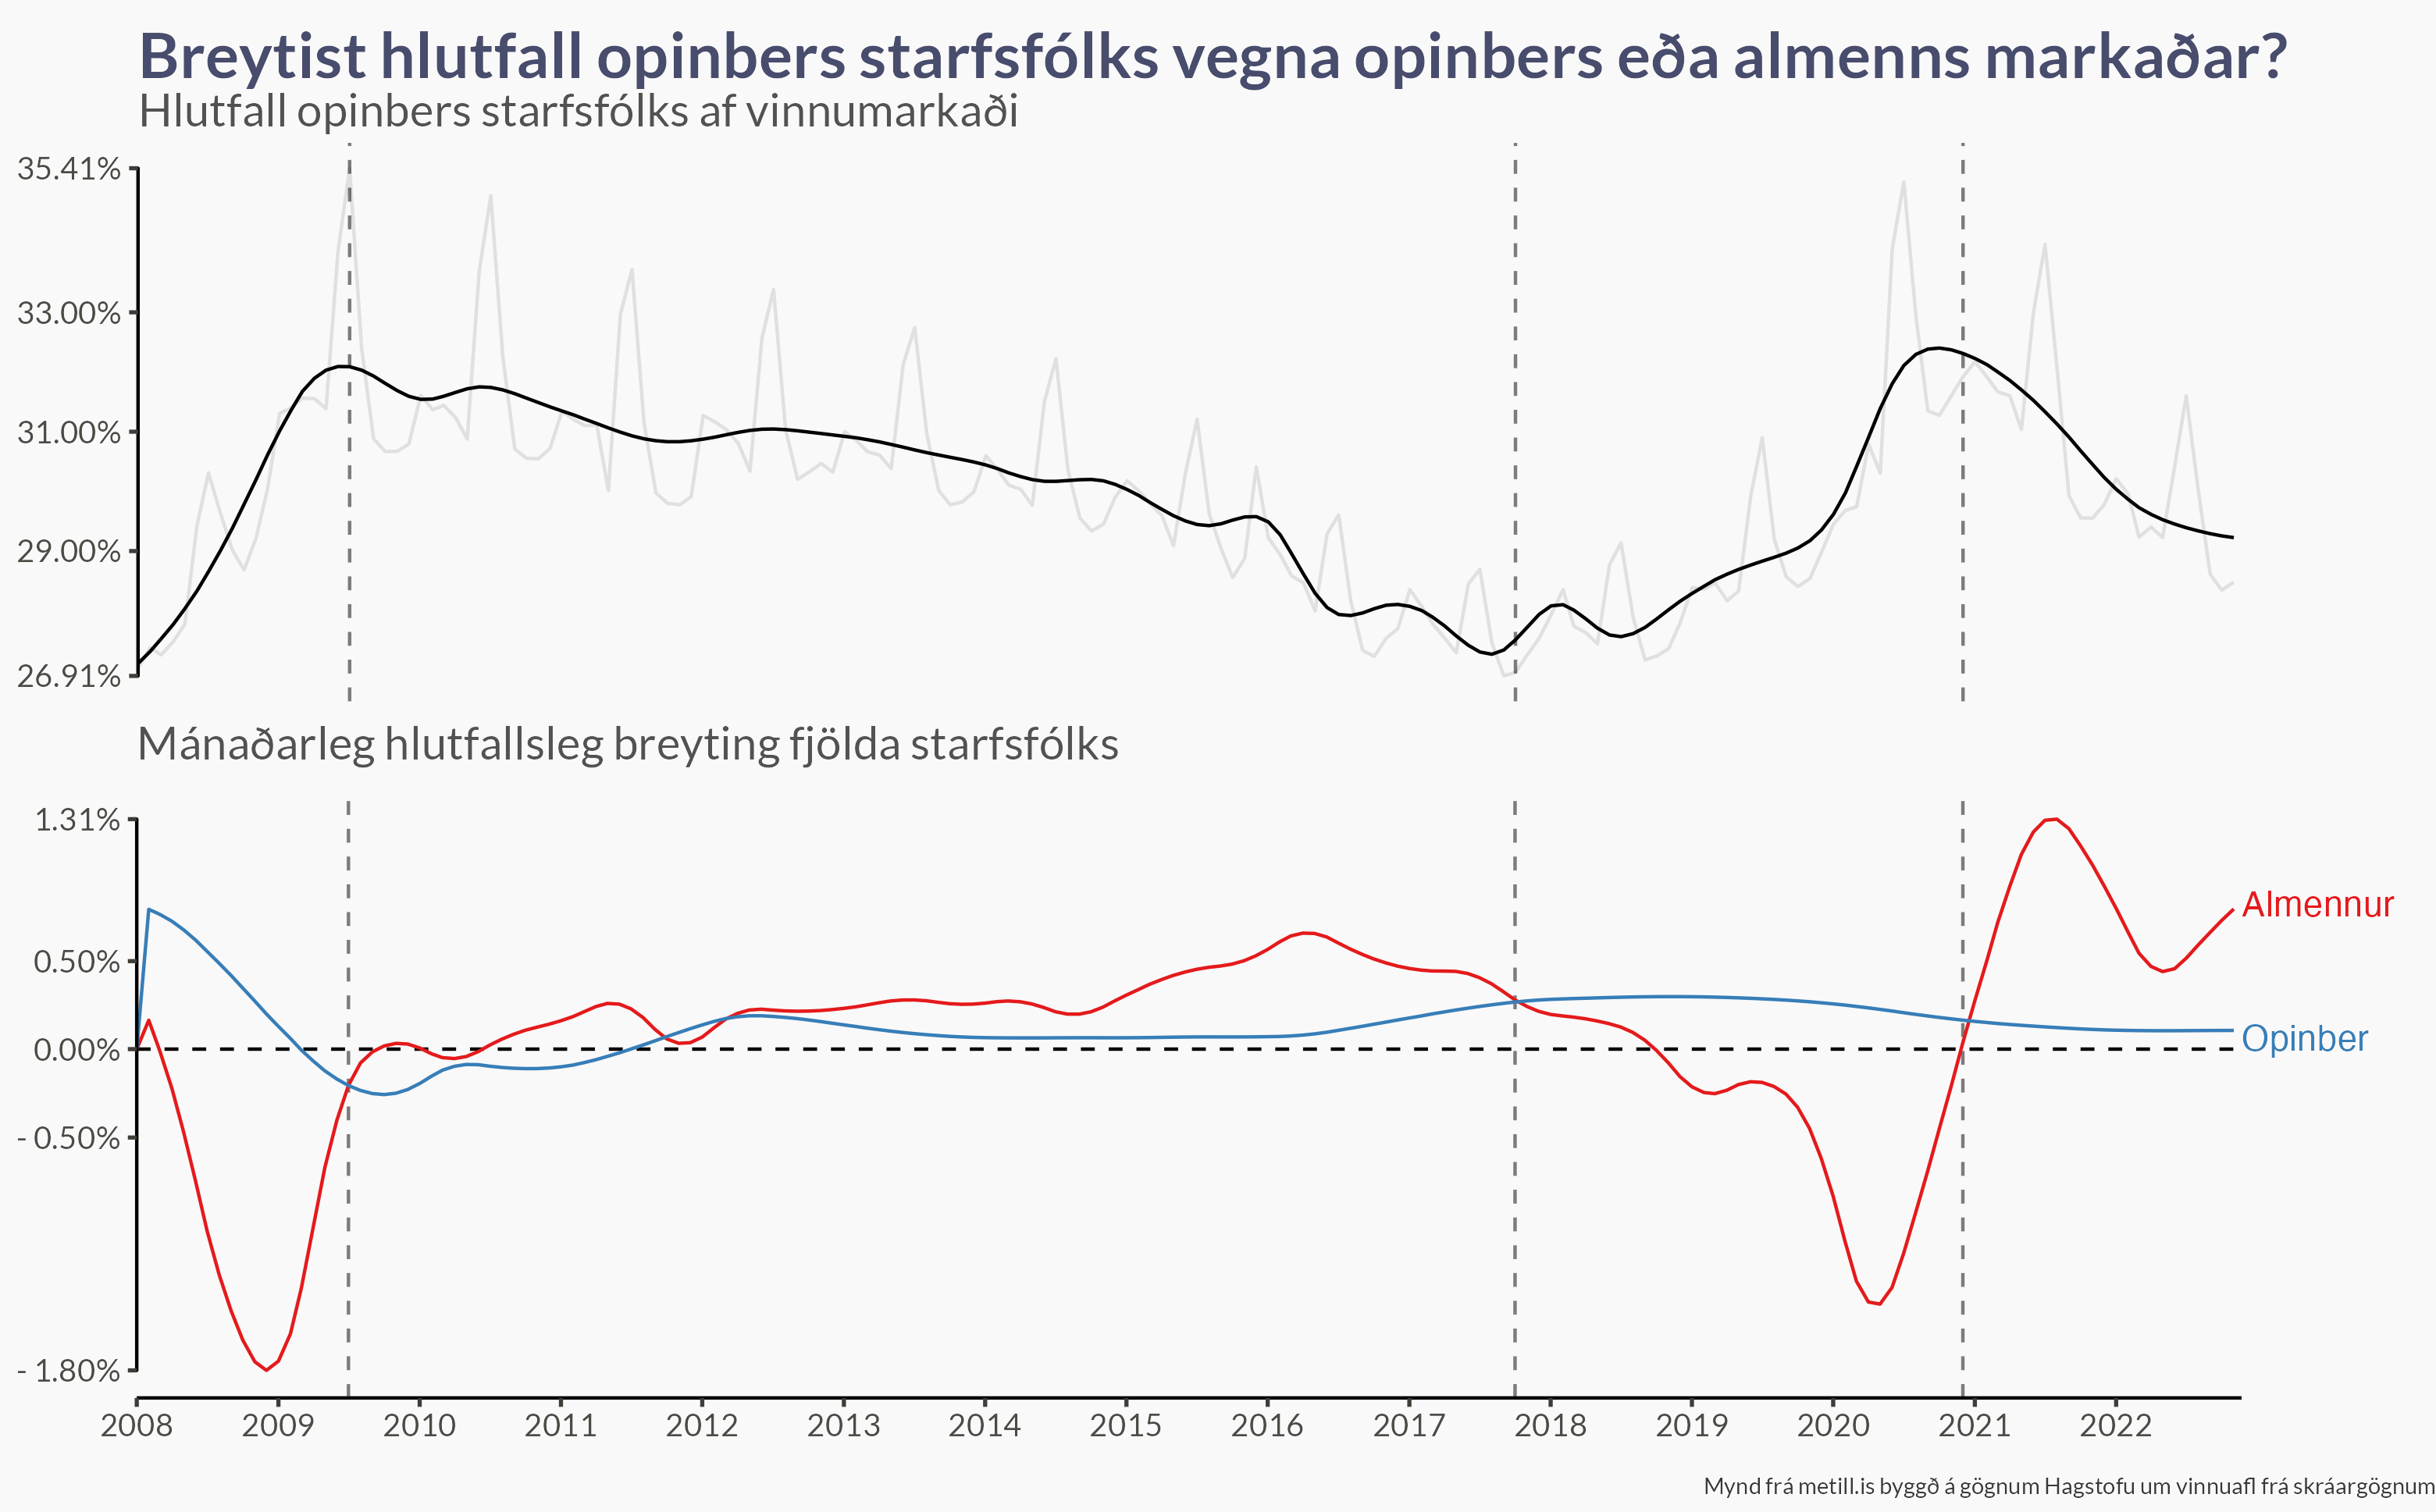 Breytist hlutfall opinbers starfsfólks vegna opinbers eða almenns markaðar?
Hlutfall opinbers starfsfólks af vinnumarkaði
35.41%
33.00%
31.00%
29.00%
26.91%
Mánaðarleg hlutfallsleg breyting fjölda starfsfólks
1.31%
0.50%
0.00%
- 0.50%
- 1.80%
Almennur
Opinber
2008 2009 2010 2011 2012 2013 2014 2015 2016 2017 2018 2019 2020 2021 2022
Mynd frá metill.is byggð á gögnum Hagstofu um vinnuafl frá skráargögnum